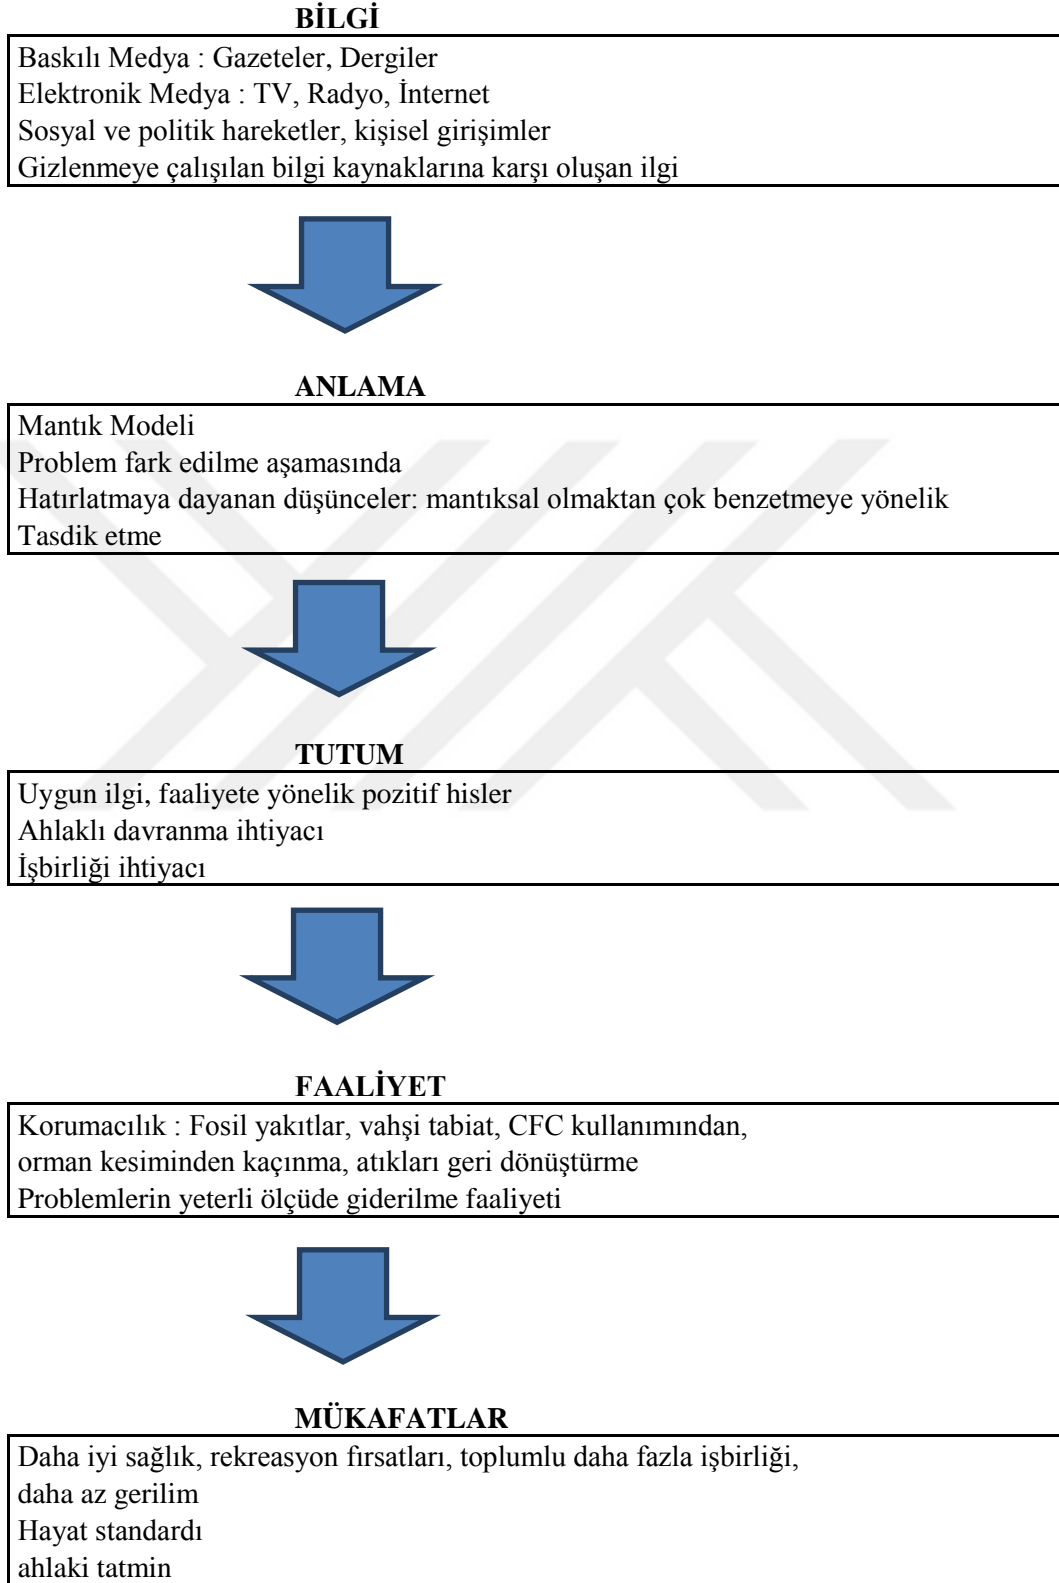 BİLGİ
Baskılı Medya : Gazeteler, Dergiler
Elektronik Medya : TV, Radyo, İnternet
Sosyal ve politik hareketler, kişisel girişimler
Gizlenmeye çalışılan bilgi kaynaklarına karşı oluşan ilgi
ANLAMA
Mantık Modeli
Problem fark edilme aşamasında
Hatırlatmaya dayanan düşünceler: mantıksal olmaktan çok benzetmeye yönelik
Tasdik etme
TUTUM
Uygun ilgi, faaliyete yönelik pozitif hisler
Ahlaklı davranma ihtiyacı
İşbirliği ihtiyacı
FAALİYET
Korumacılık : Fosil yakıtlar, vahşi tabiat, CFC kullanımından,
orman kesiminden kaçınma, atıkları geri dönüştürme
Problemlerin yeterli ölçüde giderilme faaliyeti
MÜKAFATLAR
Daha iyi sağlık, rekreasyon fırsatları, toplumlu daha fazla işbirliği,
daha az gerilim
Hayat standardı
ahlaki tatmin